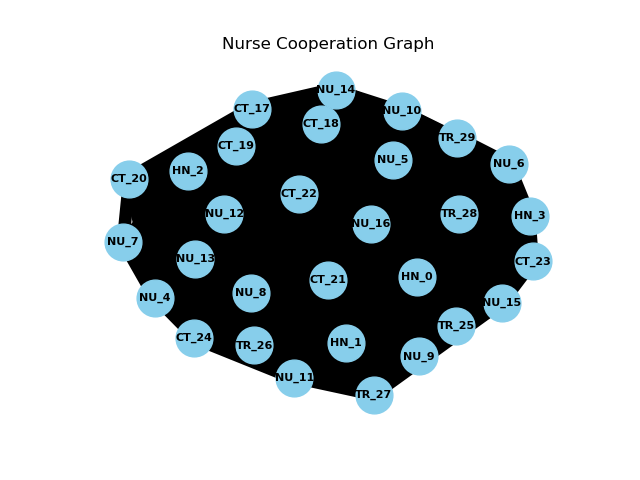 Nurse Cooperation Graph
NU_14
CT_17
NU_10
CT_18
TR_29
CT_19
NU_5
NU_6
HN_2
CT_20
CT_22
NU_12
TR_28
HN_3
NU_16
NU_7
NU_13
CT_23
HN_0
CT_21
NU_8
NU_4
NU_15
TR_25
CT_24
HN_1
TR_26
NU_9
NU_11
TR_27